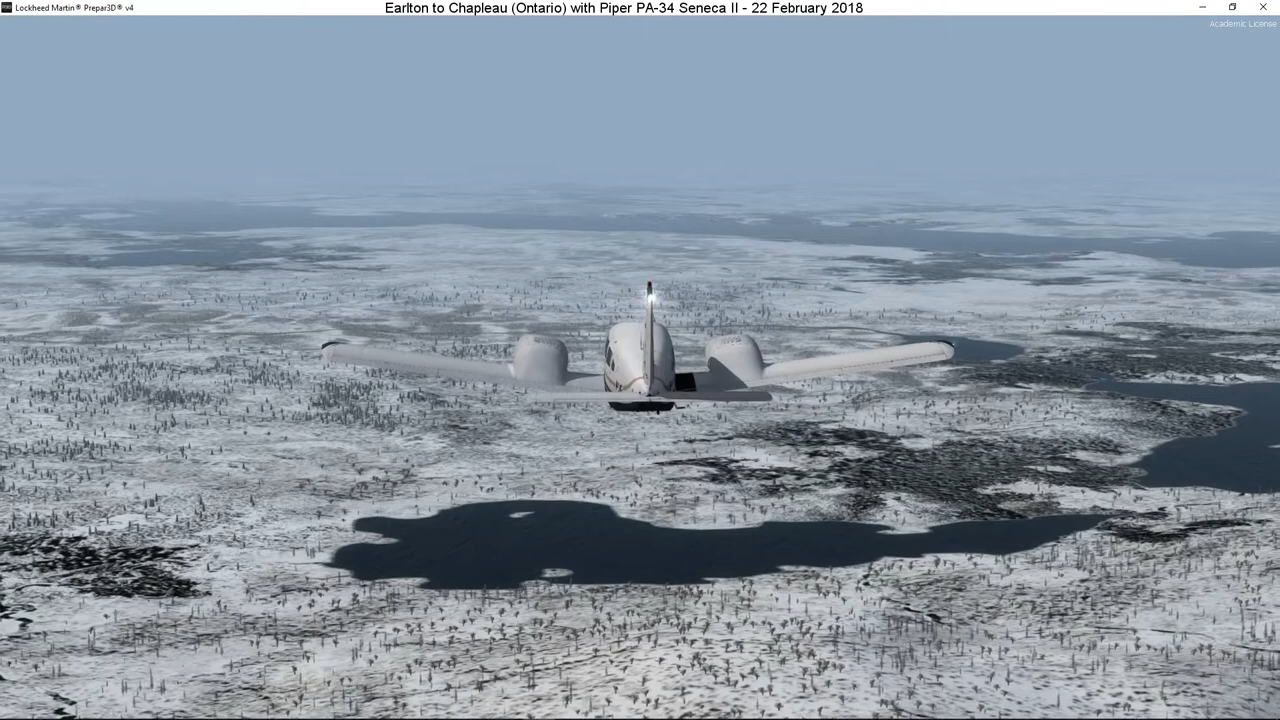 Lockheed Martin® Prepar3D® v4
Earlton to Chapleau (Ontario) with Piper PA-34 Seneca II - 22 February 2018
Academic License